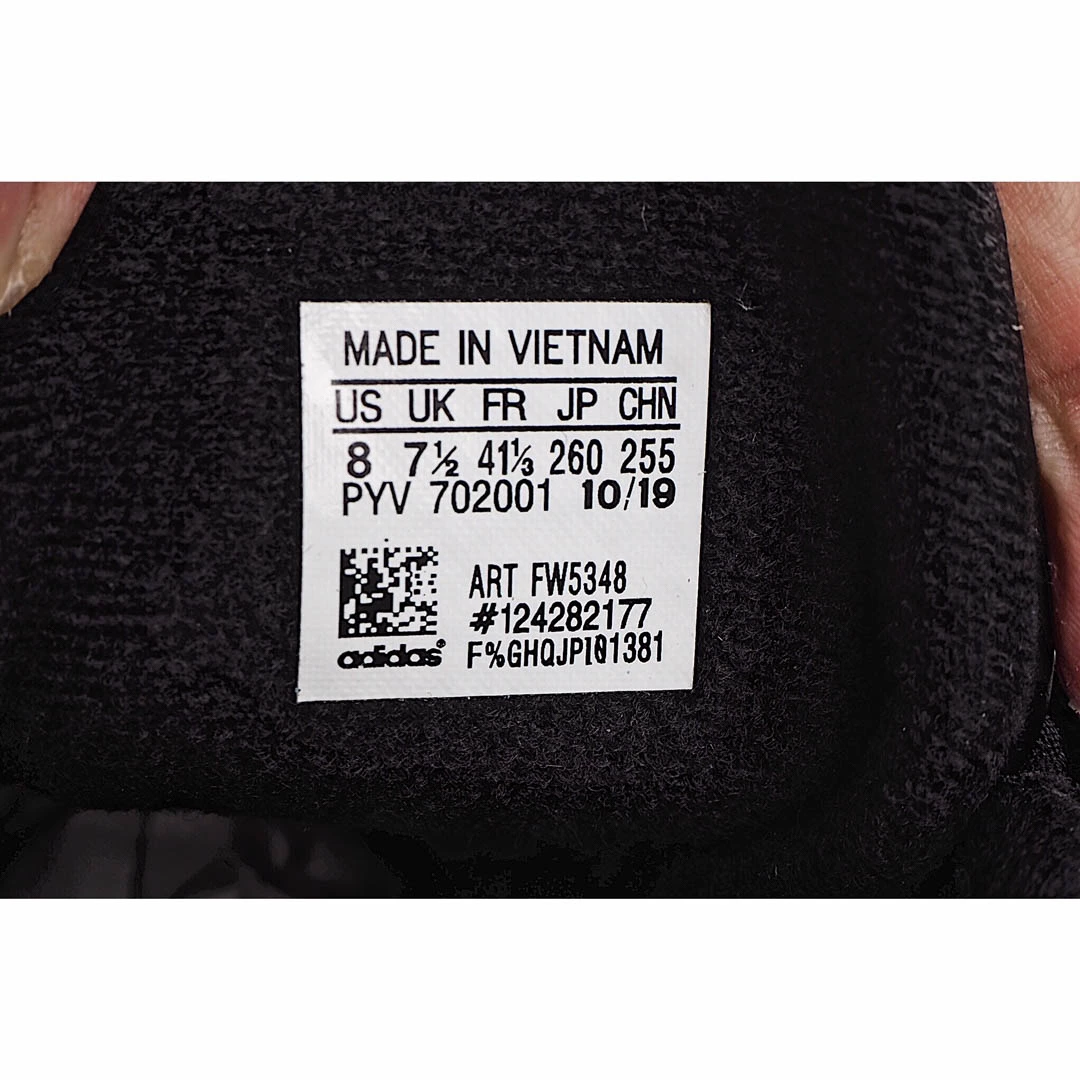 MADE IN VIETNAM
US UK FR JP CHN
8 7½ 41⅓ 260 255
PYV 702001 10/19
ART FW5348
#124282177
adidas®
F%GHQJPI01381